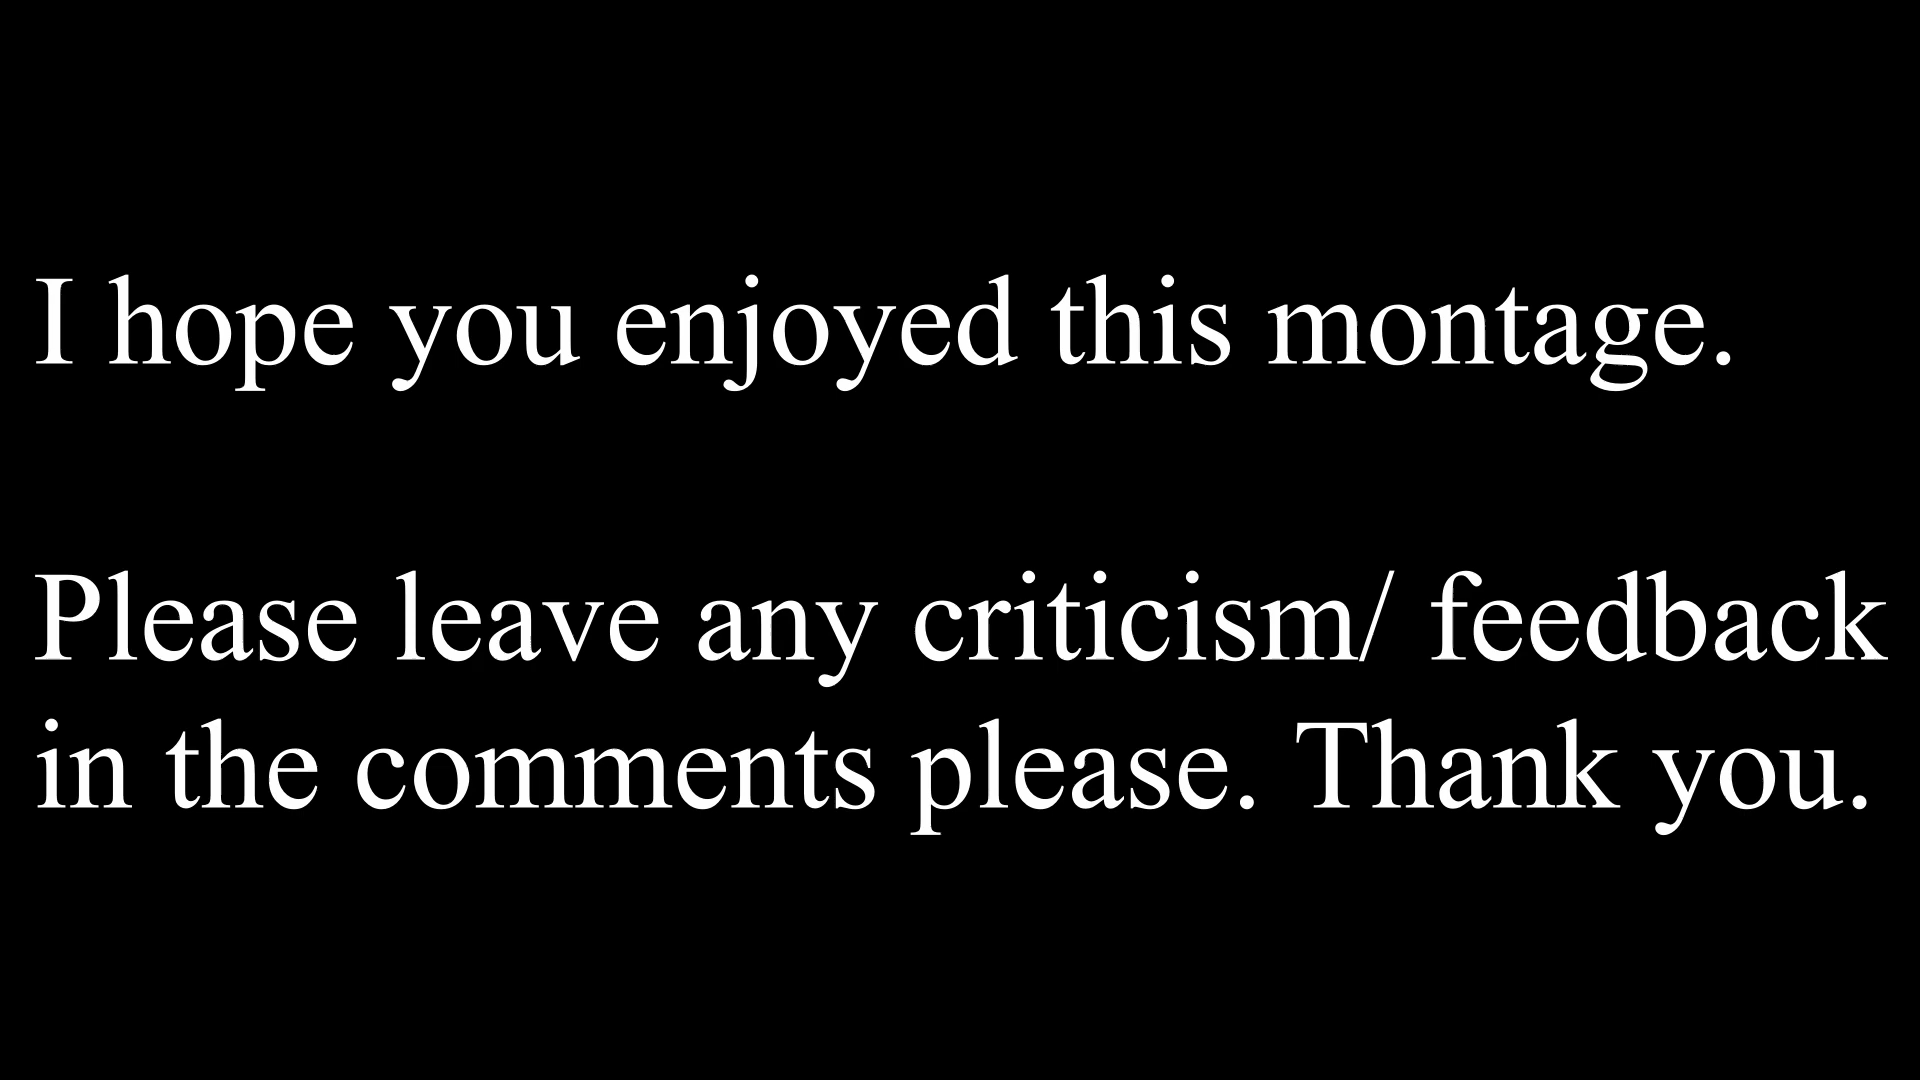 I hope you enjoyed this montage.
Please leave any criticism/ feedback
in the comments please. Thank you.